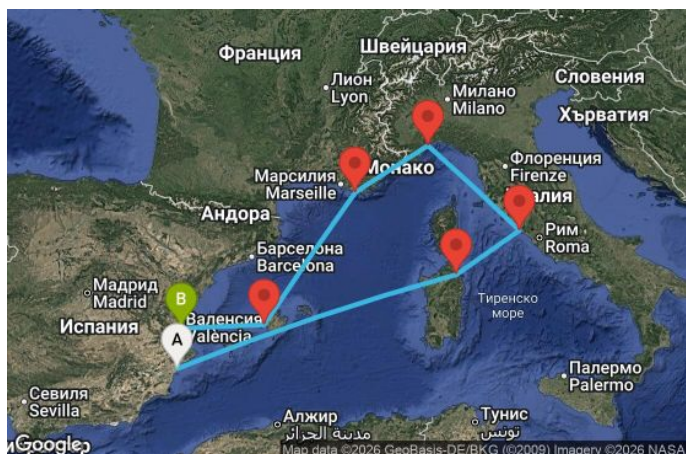 Швейцария
Франция
Словения
Лион
Lyon
Милано
Milano
Хърватия
Флоренция
Firenze
Монако
Марсилия
Marseille
Андора
Рим
Roma
Барселона
Barcelona
Мадрид
Madrid
B
Тиренско
море
Валенсия
València
Испания
A
Палермо
Palermo
Севиля
Sevilla
Алжир
مدينة الجزائر
Тунис
تونس
Google
Map data ©2026 GeoBasis-DE/BKG (©2009) Imagery ©2026 NASA